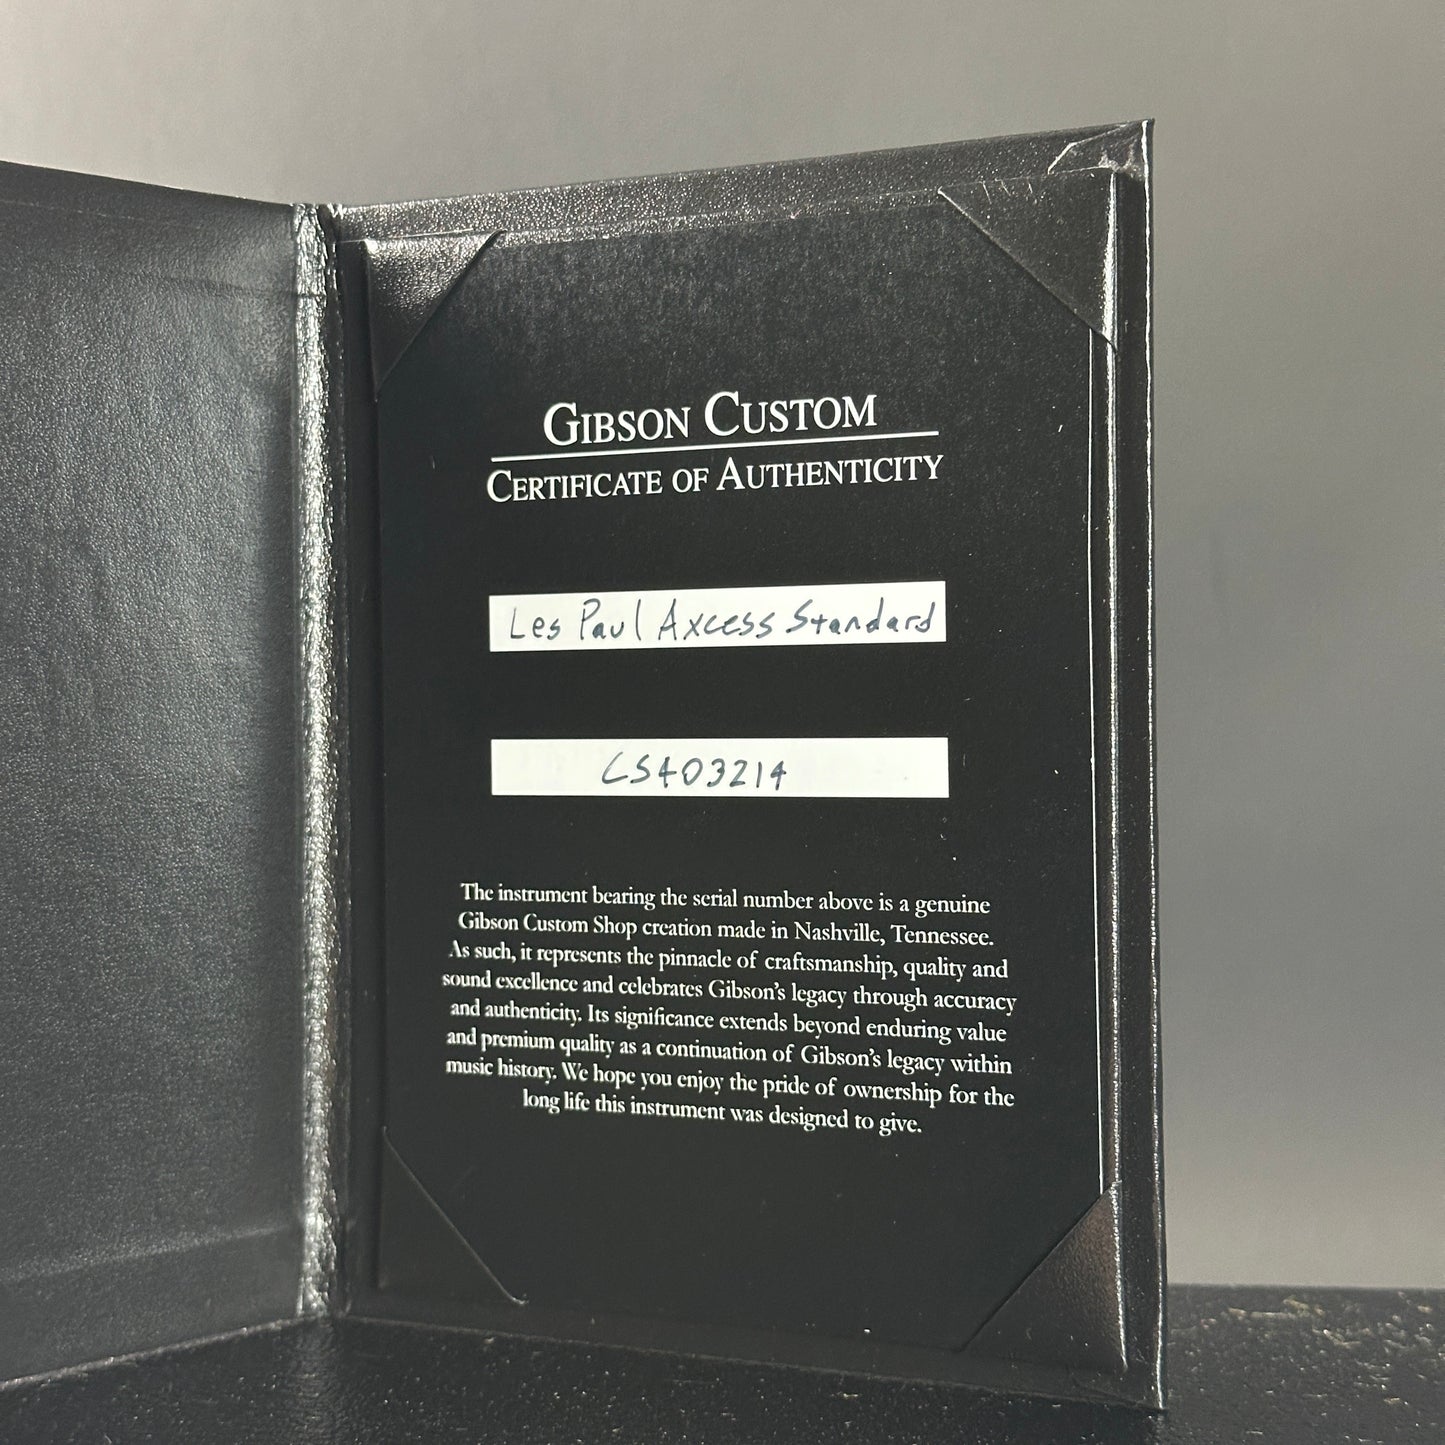 GIBSON CUSTOM
CERTIFICATE OF AUTHENTICITY
Les Paul Axcess Standard
CS403214
The instrument bearing the serial number above is a genuine
Gibson Custom Shop creation made in Nashville, Tennessee.
As such, it represents the pinnacle of craftsmanship, quality and
sound excellence and celebrates Gibson's legacy through accuracy
and authenticity. Its significance extends beyond enduring value
and premium quality as a continuation of Gibson's legacy within
music history. We hope you enjoy the pride of ownership for the
long life this instrument was designed to give.